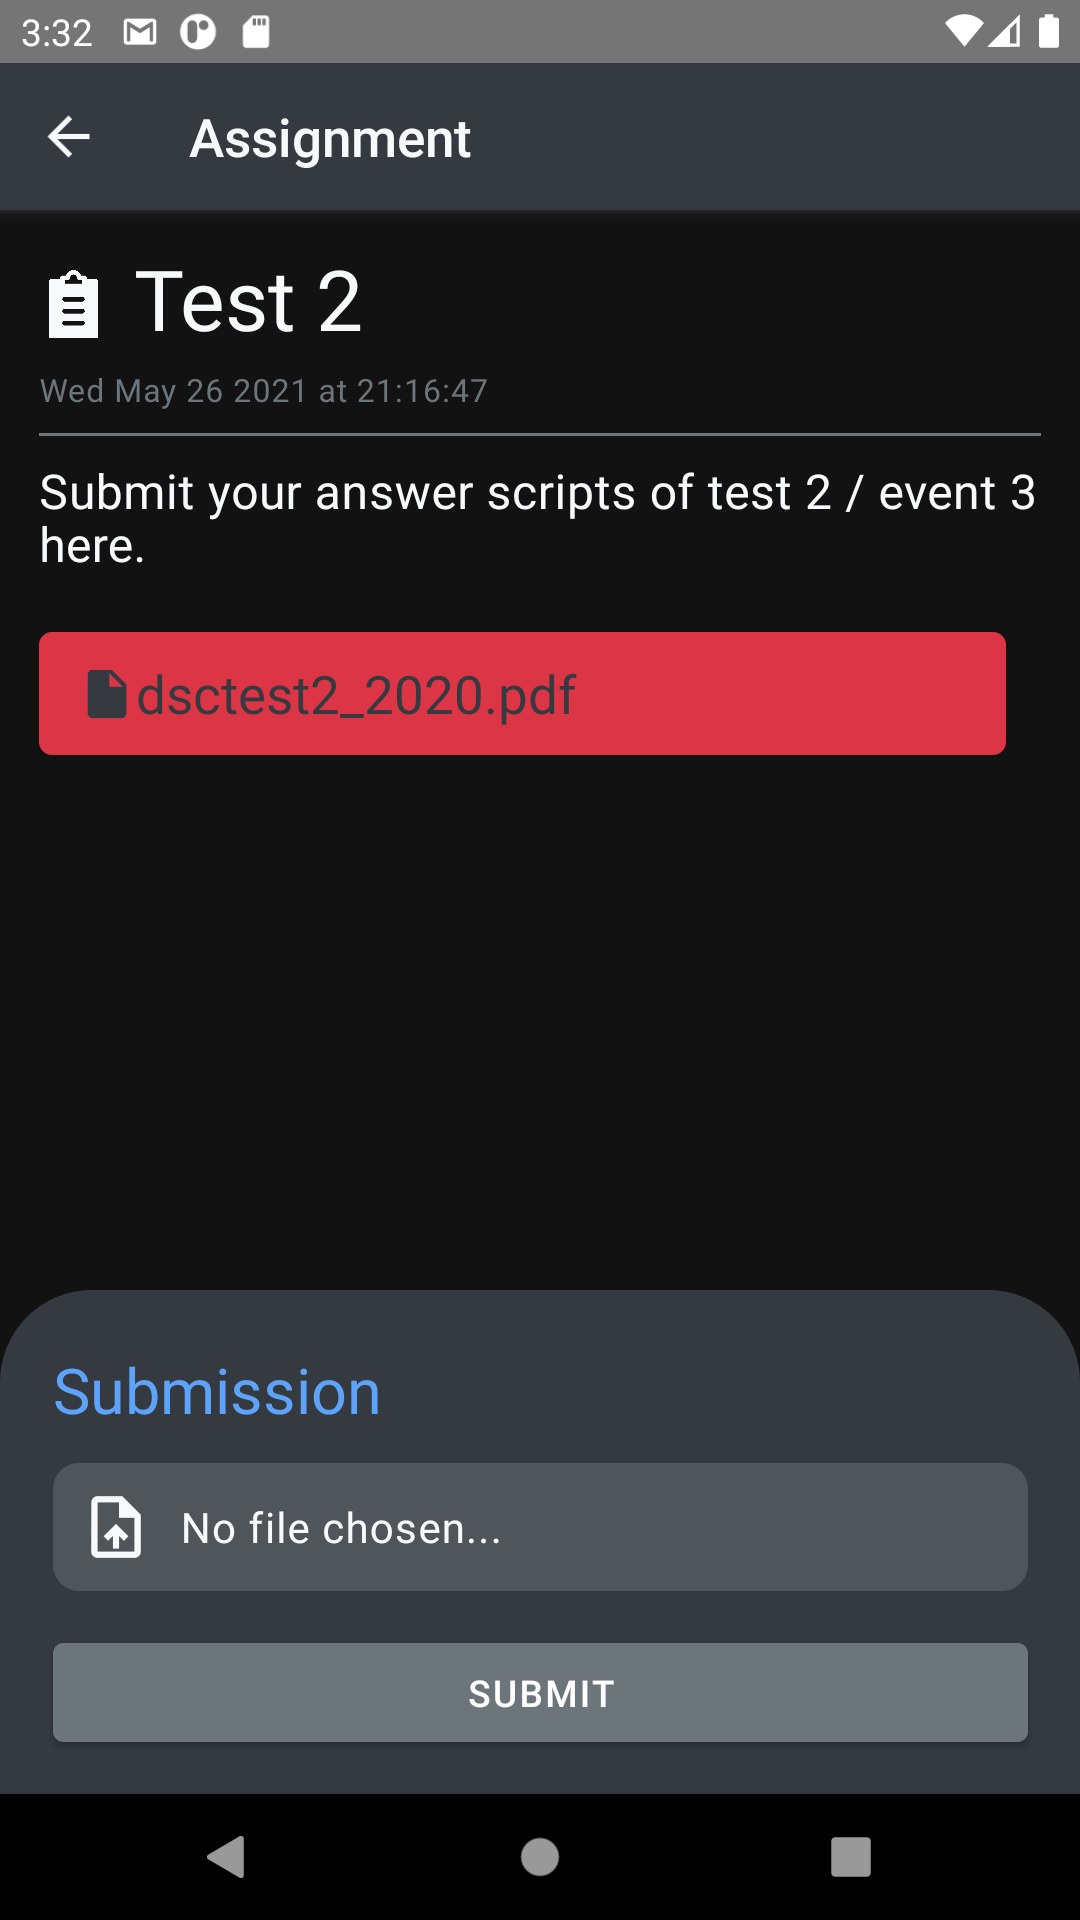 3:32
Assignment
Test 2
Wed May 26 2021 at 21:16:47
Submit your answer scripts of test 2 / event 3
here.
dsctest2_2020.pdf
Submission
No file chosen...
SUBMIT